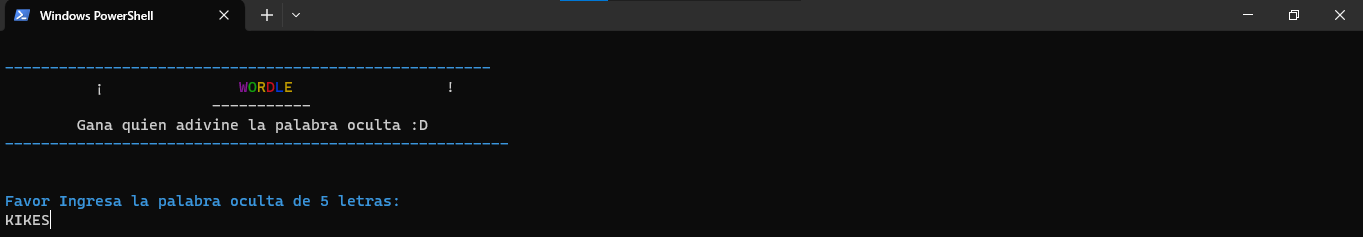 Windows PowerShell
-------------------------------------------------------
¡ WORDLE !
-----------
Gana quien adivine la palabra oculta :D
---------------------------------------------------------
Favor Ingresa la palabra oculta de 5 letras:
KIKES